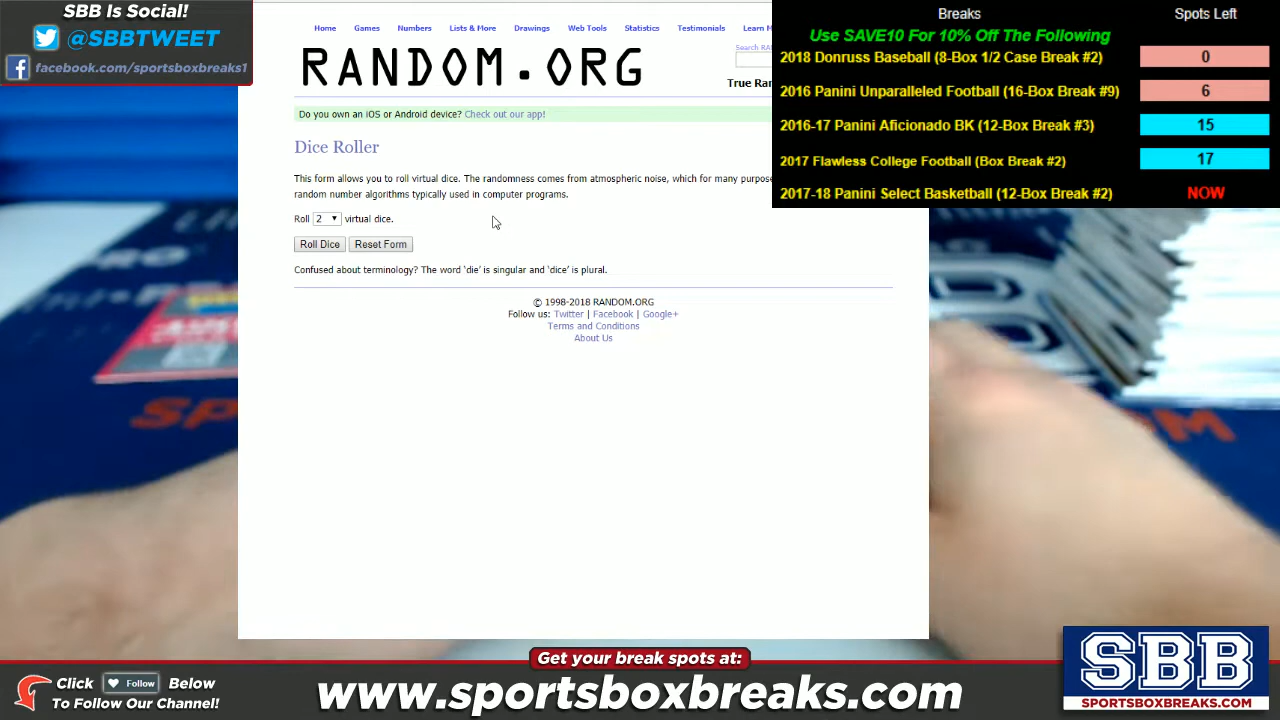 SBB Is Social!
@SBBTWEET
facebook.com/sportsboxbreaks1
Home Games Numbers Lists & More Drawings Web Tools Statistics Testimonials Learn
RANDOM.ORG
Search
True
Do you own an iOS or Android device? Check out our app!
Dice Roller
This form allows you to roll virtual dice. The randomness comes from atmospheric noise, which for many
random number algorithms typically used in computer programs.
Roll 2 virtual dice.
Roll Dice Reset Form
Confused about terminology? The word 'die' is singular and 'dice' is plural.
© 1998-2018 RANDOM.ORG
Follow us: Twitter | Facebook | Google+
Terms and Conditions
About Us
Breaks Spots Left
Use SAVE10 For 10% Off The Following
2018 Donruss Baseball (8-Box 1/2 Case Break #2) 0
2016 Panini Unparalleled Football (16-Box Break #9) 6
2016-17 Panini Aficionado BK (12-Box Break #3) 15
2017 Flawless College Football (Box Break #2) 17
2017-18 Panini Select Basketball (12-Box Break #2) NOW
Get your break spots at:
www.sportsboxbreaks.com
Click Follow Below
To Follow Our Channel!
SBB
SPORTSBOXBREAKS.COM